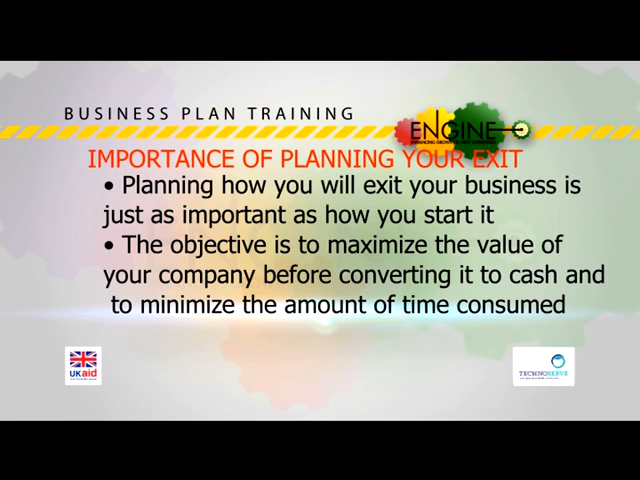 BUSINESS PLAN TRAINING
ENGINE
IMPORTANCE OF PLANNING YOUR EXIT
• Planning how you will exit your business is
just as important as how you start it
• The objective is to maximize the value of
your company before converting it to cash and
to minimize the amount of time consumed
UKaid
TECHNOSERVE